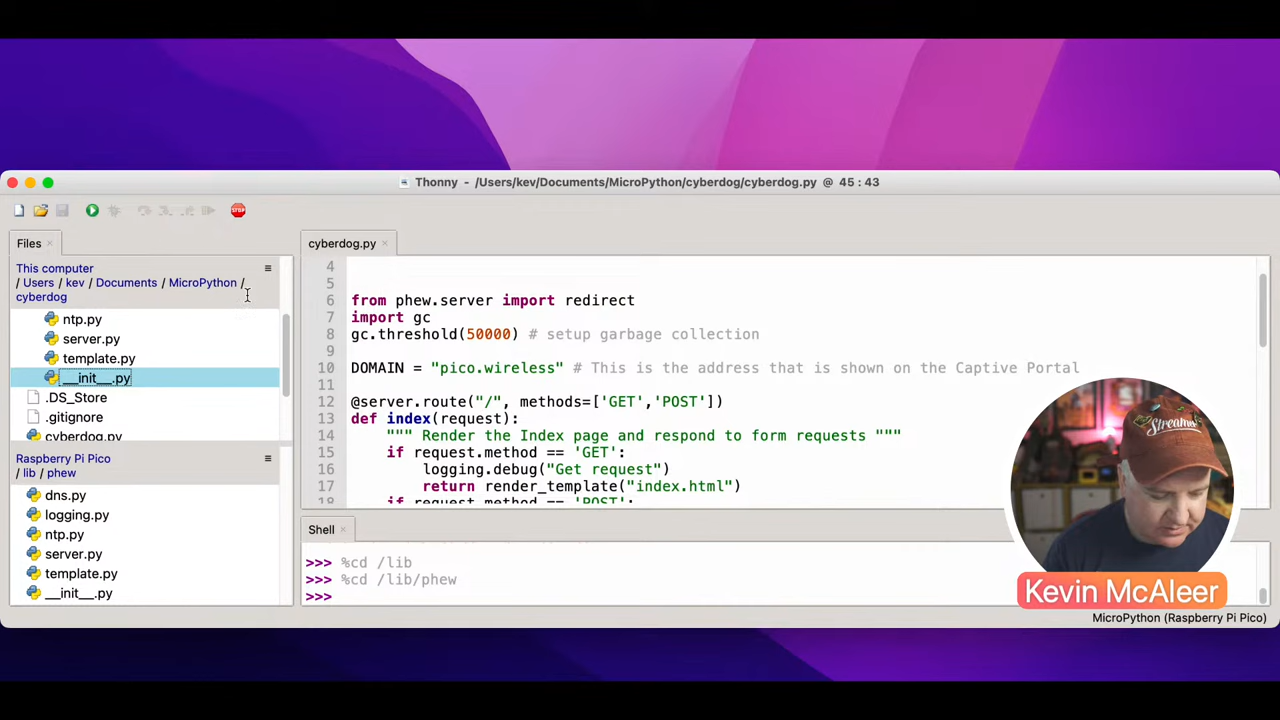 Thonny - /Users/kev/Documents/MicroPython/cyberdog/cyberdog.py @ 45 : 43
STOP
Files
This computer
/ Users / kev / Documents / MicroPython /
cyberdog
ntp.py
server.py
template.py
__init__.py
.DS_Store
.gitignore
cyberdog.py
Raspberry Pi Pico
/ lib / phew
dns.py
logging.py
ntp.py
server.py
template.py
__init__.py
cyberdog.py
4
5
6 from phew.server import redirect
7 import gc
8 gc.threshold(50000) # setup garbage collection
9
10 DOMAIN = "pico.wireless" # This is the address that is shown on the Captive Portal
11
12 @server.route("/", methods=['GET','POST'])
13 def index(request):
14 """ Render the Index page and respond to form requests """
15 if request.method == 'GET':
16 logging.debug("Get request")
17 return render_template("index.html")
18 if request.method == 'POST':
Shell
>>> %cd /lib
>>> %cd /lib/phew
>>>
Kevin McAleer
MicroPython (Raspberry Pi Pico)